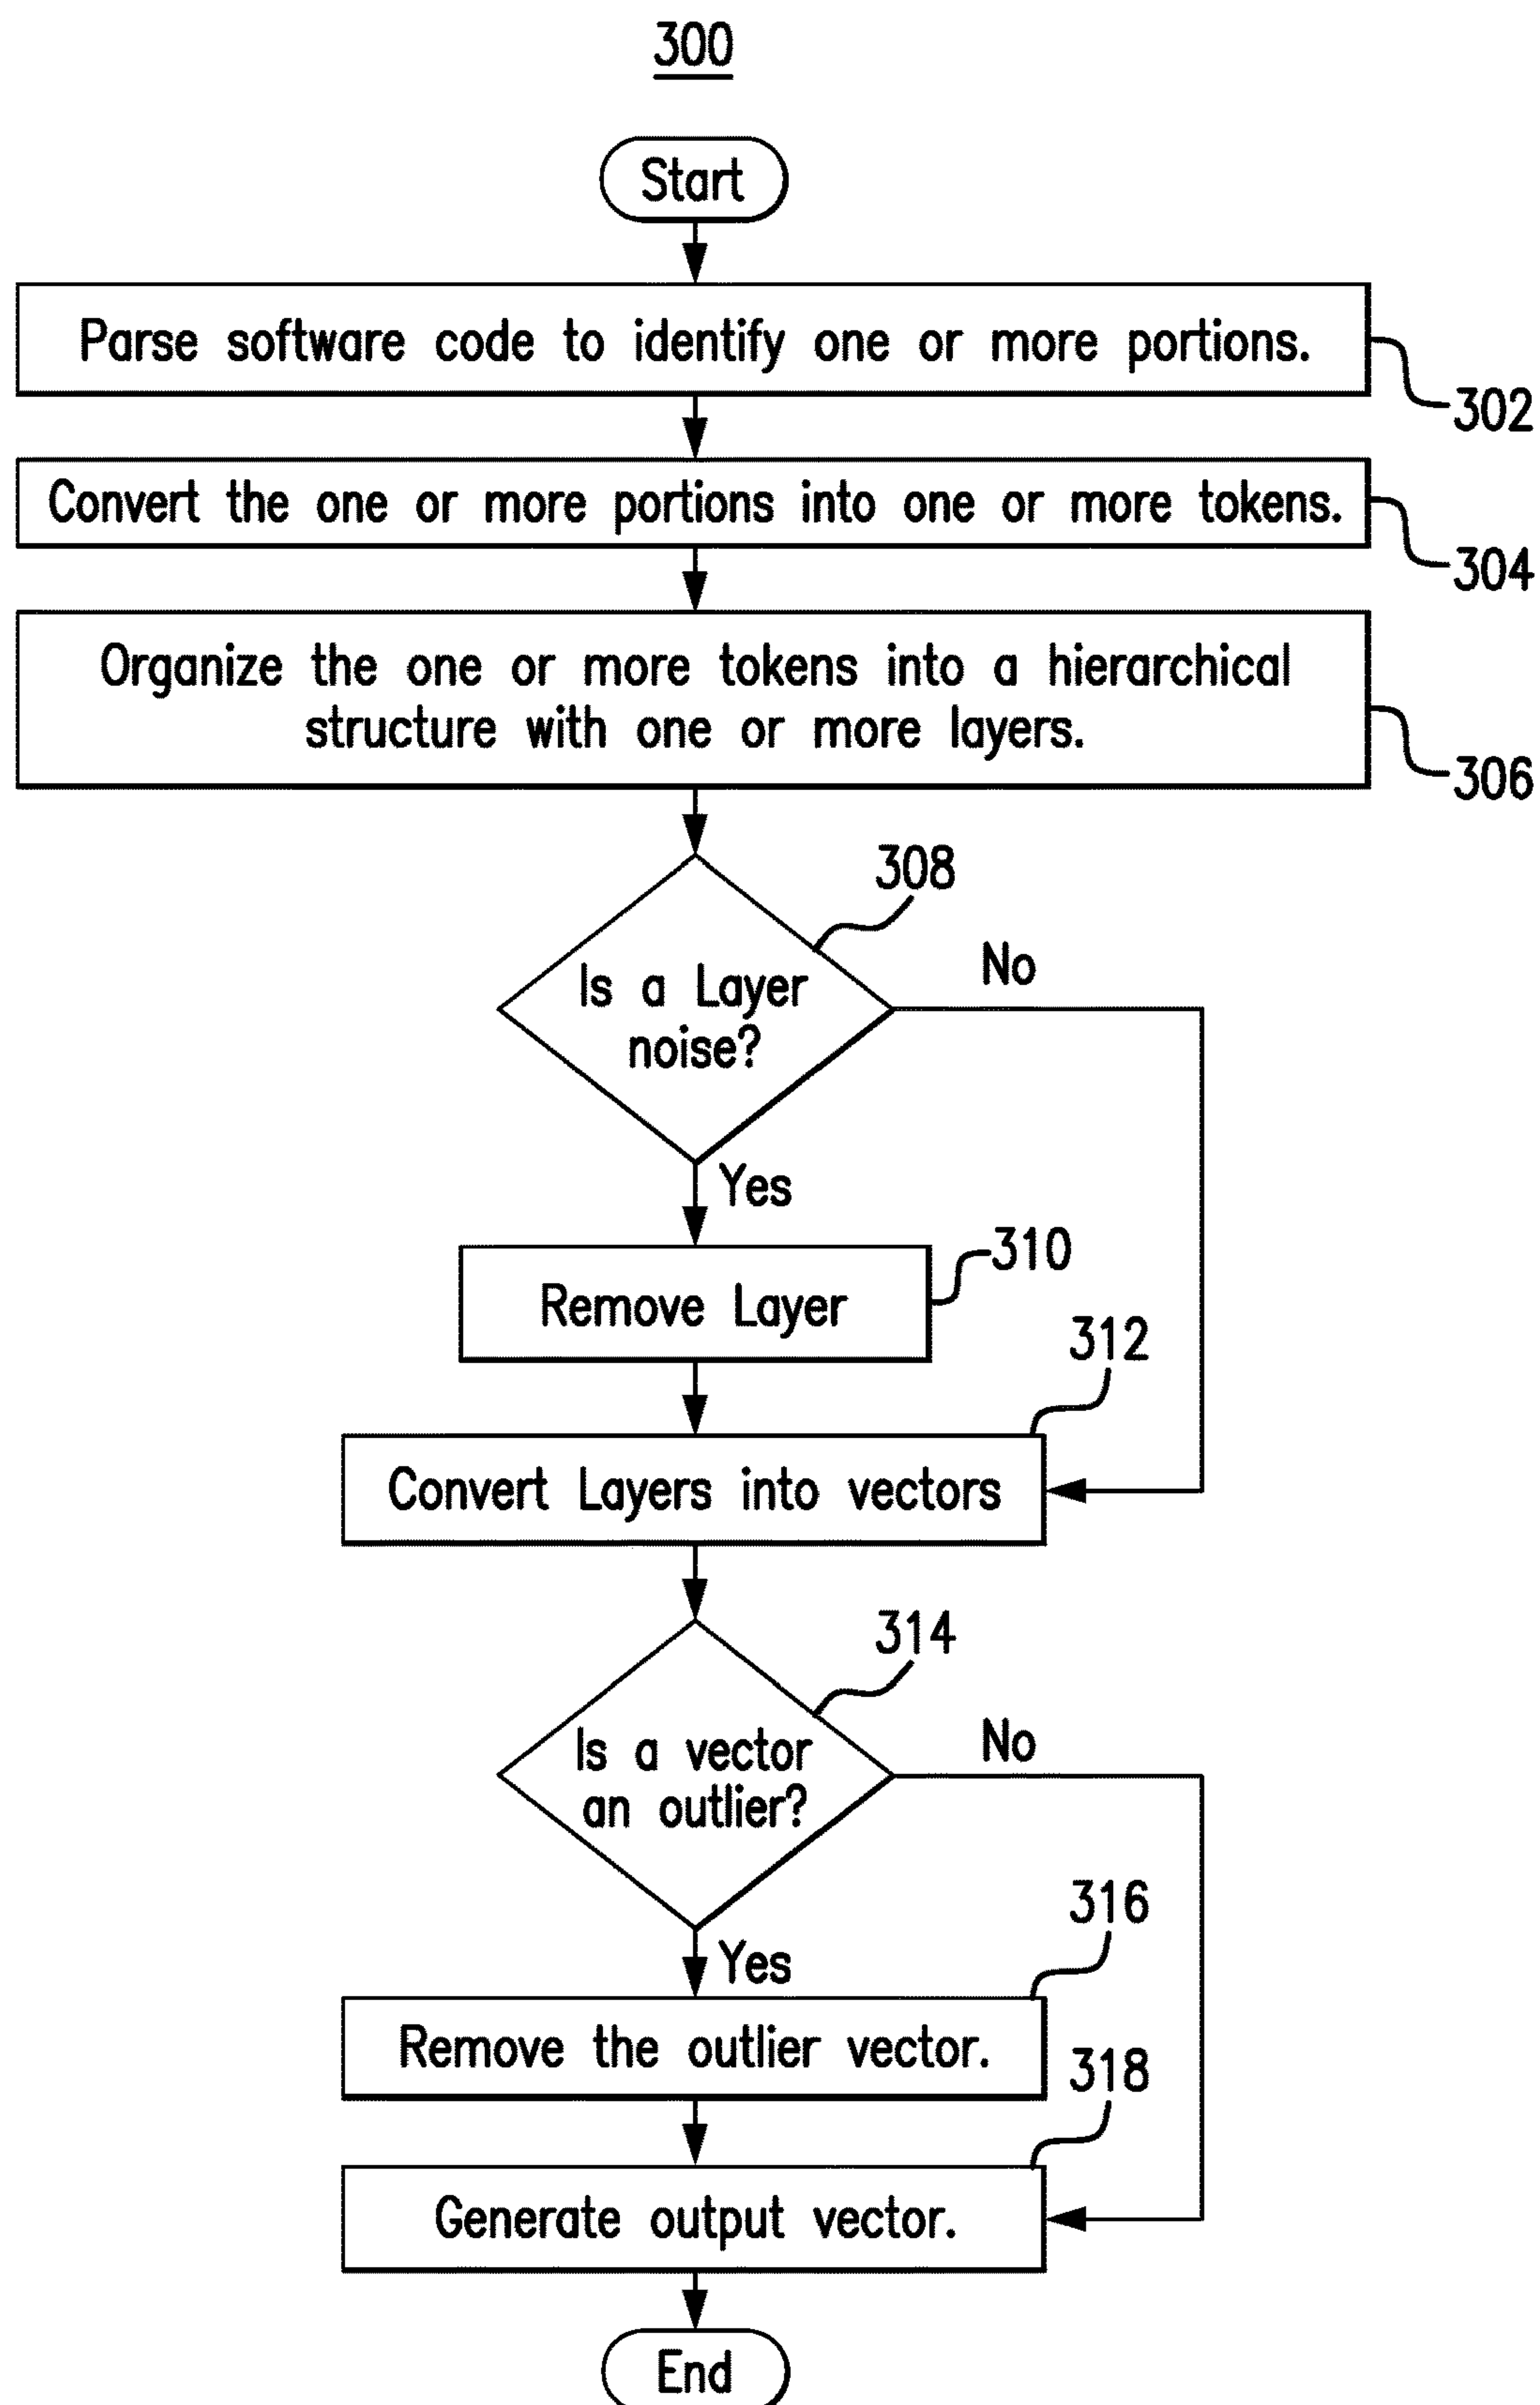 300
Start
Parse software code to identify one or more portions.
302
Convert the one or more portions into one or more tokens.
304
Organize the one or more tokens into a hierarchical
structure with one or more layers.
306
308
Is a Layer
noise?
No
Yes
310
Remove Layer
312
Convert Layers into vectors
314
Is a vector
an outlier?
No
Yes
316
Remove the outlier vector.
318
Generate output vector.
End